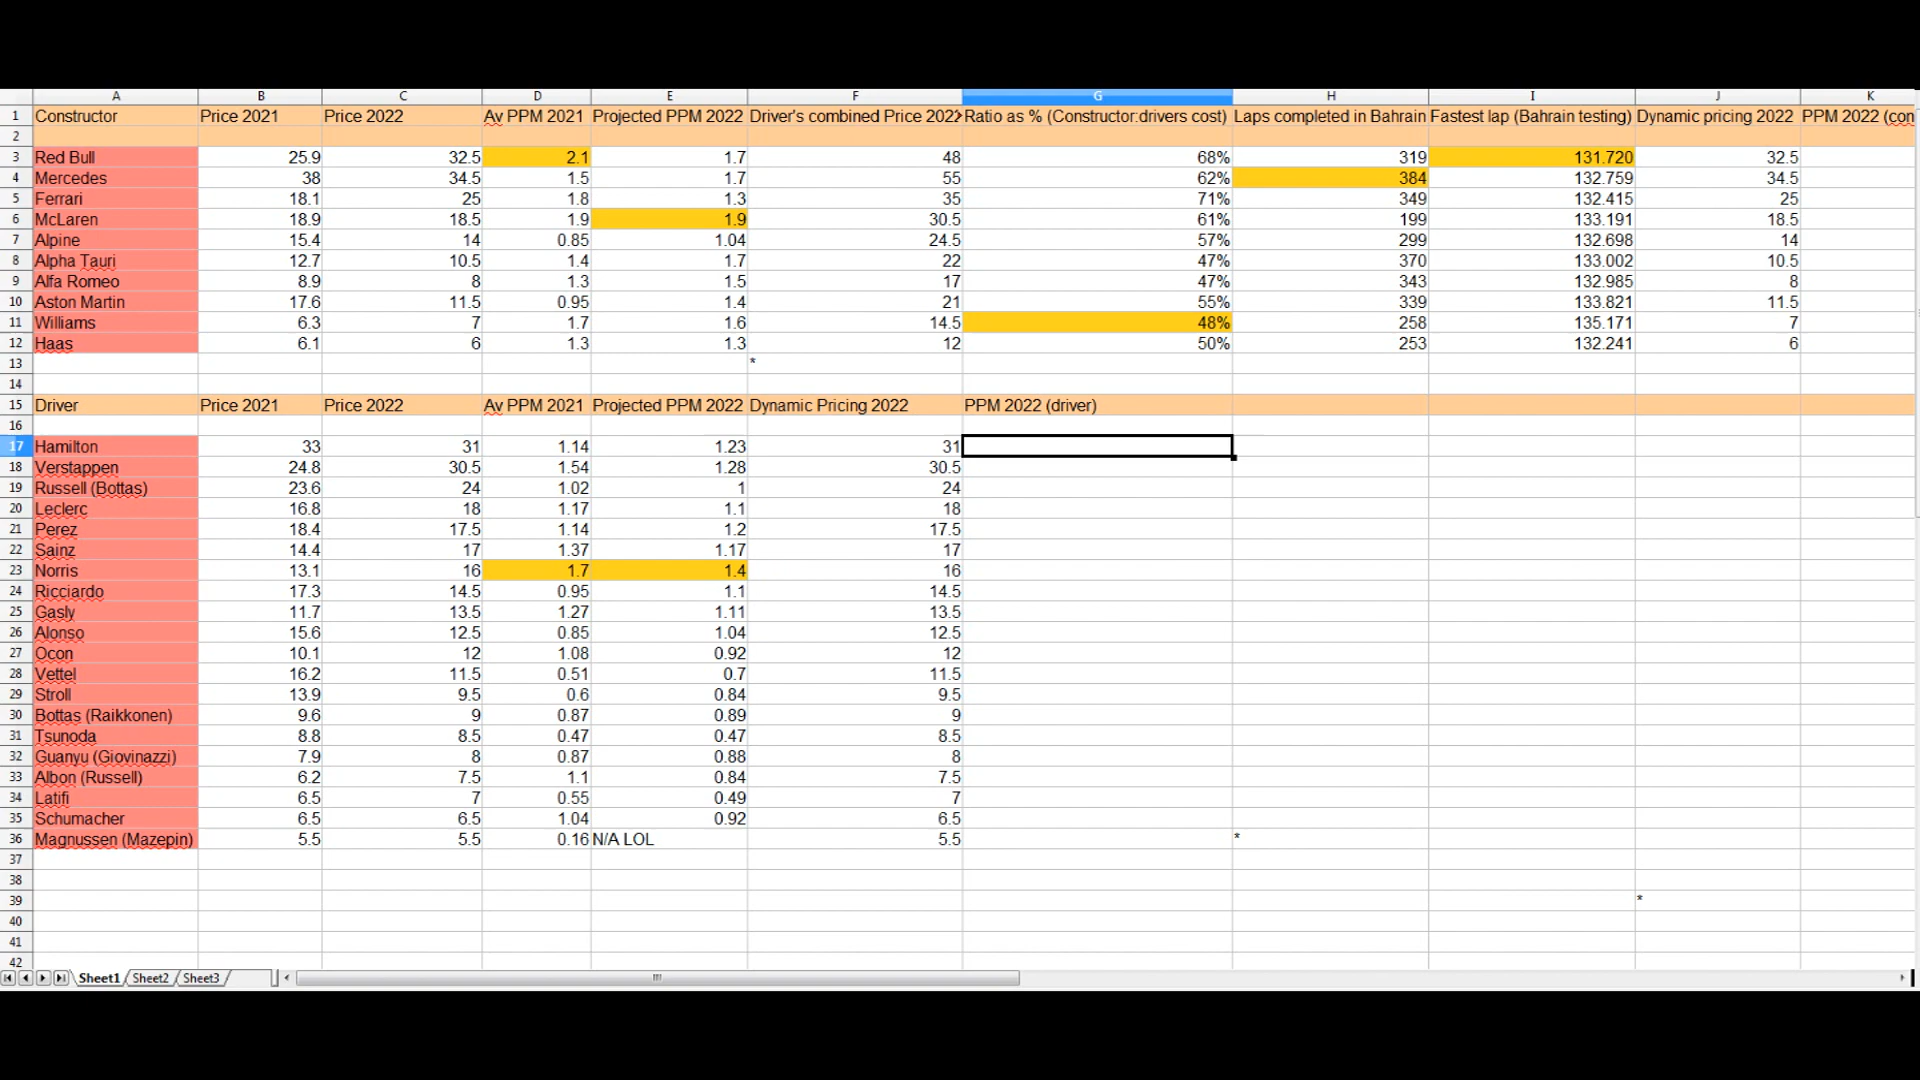 A B C D E F G H I J K
1 Constructor Price 2021 Price 2022 Av PPM 2021 Projected PPM 2022 Driver's combined Price 2022 Ratio as % (Constructor:drivers cost) Laps completed in Bahrain Fastest lap (Bahrain testing) Dynamic pricing 2022 PPM 2022 (con
2
3 Red Bull 25.9 32.5 2.1 1.7 48 68% 319 131.720 32.5
4 Mercedes 38 34.5 1.5 1.7 55 62% 384 132.759 34.5
5 Ferrari 18.1 25 1.8 1.3 35 71% 349 132.415 25
6 McLaren 18.9 18.5 1.9 1.9 30.5 61% 199 133.191 18.5
7 Alpine 15.4 14 0.85 1.04 24.5 57% 299 132.698 14
8 Alpha Tauri 12.7 10.5 1.4 1.7 22 47% 370 133.002 10.5
9 Alfa Romeo 8.9 8 1.3 1.5 17 47% 343 132.985 8
10 Aston Martin 17.6 11.5 0.95 1.4 21 55% 339 133.821 11.5
11 Williams 6.3 7 1.7 1.6 14.5 48% 258 135.171 7
12 Haas 6.1 6 1.3 1.3 12 50% 253 132.241 6
13 *
14
15 Driver Price 2021 Price 2022 Av PPM 2021 Projected PPM 2022 Dynamic Pricing 2022 PPM 2022 (driver)
16
17 Hamilton 33 31 1.14 1.23 31
18 Verstappen 24.8 30.5 1.54 1.28 30.5
19 Russell (Bottas) 23.6 24 1.02 1 24
20 Leclerc 16.8 18 1.17 1.1 18
21 Perez 18.4 17.5 1.14 1.2 17.5
22 Sainz 14.4 17 1.37 1.17 17
23 Norris 13.1 16 1.7 1.4 16
24 Ricciardo 17.3 14.5 0.95 1.1 14.5
25 Gasly 11.7 13.5 1.27 1.11 13.5
26 Alonso 15.6 12.5 0.85 1.04 12.5
27 Ocon 10.1 12 1.08 0.92 12
28 Vettel 16.2 11.5 0.51 0.7 11.5
29 Stroll 13.9 9.5 0.6 0.84 9.5
30 Bottas (Raikkonen) 9.6 9 0.87 0.89 9
31 Tsunoda 8.8 8.5 0.47 0.47 8.5
32 Guanyu (Giovinazzi) 7.9 8 0.87 0.88 8
33 Albon (Russell) 6.2 7.5 1.1 0.84 7.5
34 Latifi 6.5 7 0.55 0.49 7
35 Schumacher 6.5 6.5 1.04 0.92 6.5
36 Magnussen (Mazepin) 5.5 5.5 0.16 N/A LOL 5.5 *
37
38
39 *
40
41
42
Sheet1 Sheet2 Sheet3